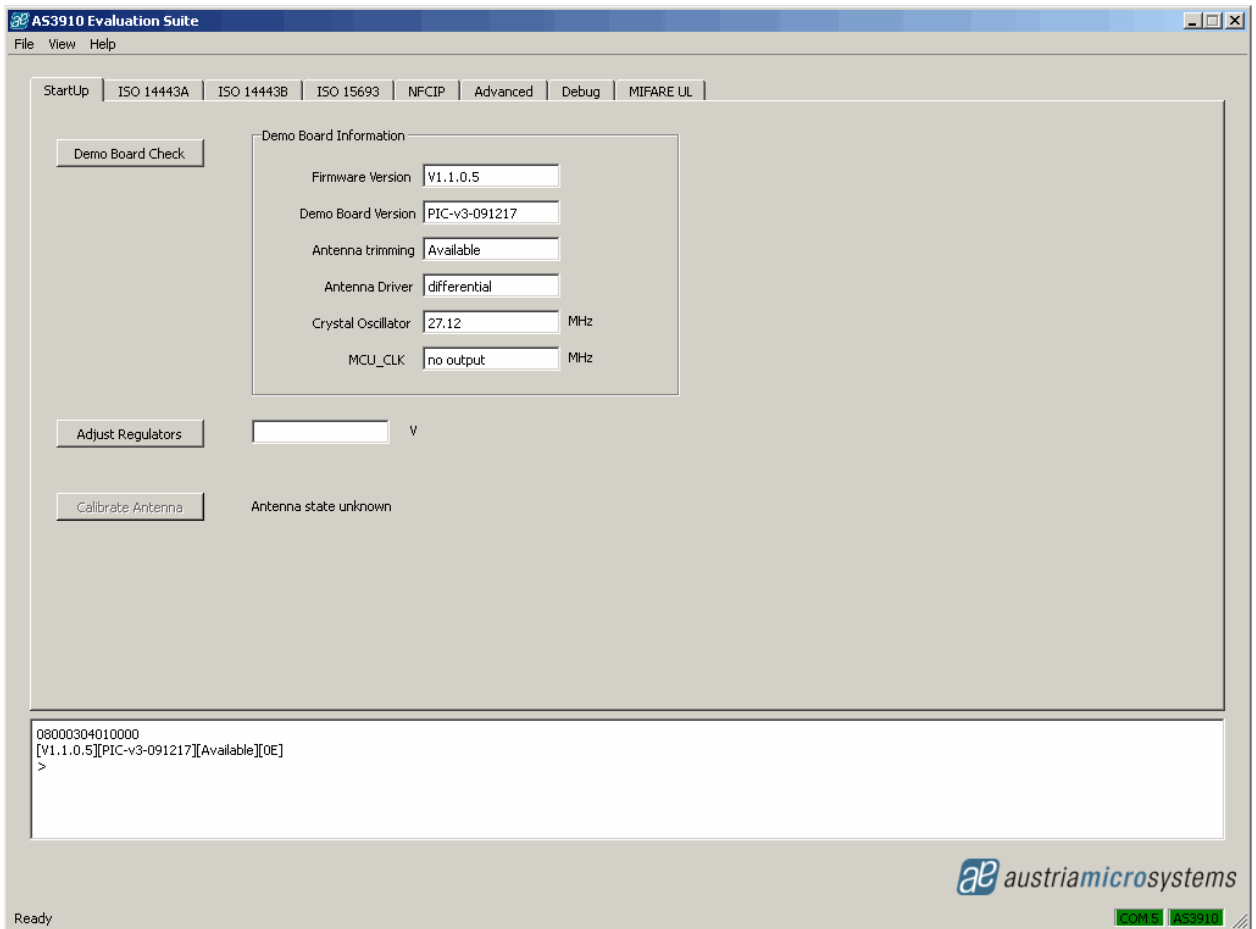 AS3910 Evaluation Suite
File View Help
StartUp ISO 14443A ISO 14443B ISO 15693 NFCIP Advanced Debug MIFARE UL
Demo Board Check
Demo Board Information
Firmware Version V1.1.0.5
Demo Board Version PIC-v3-091217
Antenna trimming Available
Antenna Driver differential
Crystal Oscillator 27.12 MHz
MCU_CLK no output MHz
Adjust Regulators V
Calibrate Antenna Antenna state unknown
08000304010000
[V1.1.0.5][PIC-v3-091217][Available][0E]
>
austriamicrosystems
Ready COM 5 AS3910